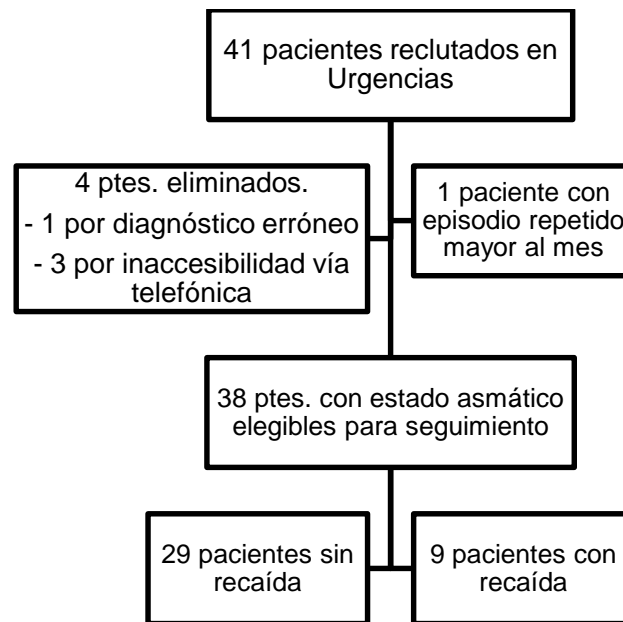 41 pacientes reclutados en
Urgencias
4 ptes. eliminados.
- 1 por diagnóstico erróneo
- 3 por inaccesibilidad vía
telefónica
1 paciente con
episodio repetido
mayor al mes
38 ptes. con estado asmático
elegibles para seguimiento
29 pacientes sin
recaída
9 pacientes con
recaída